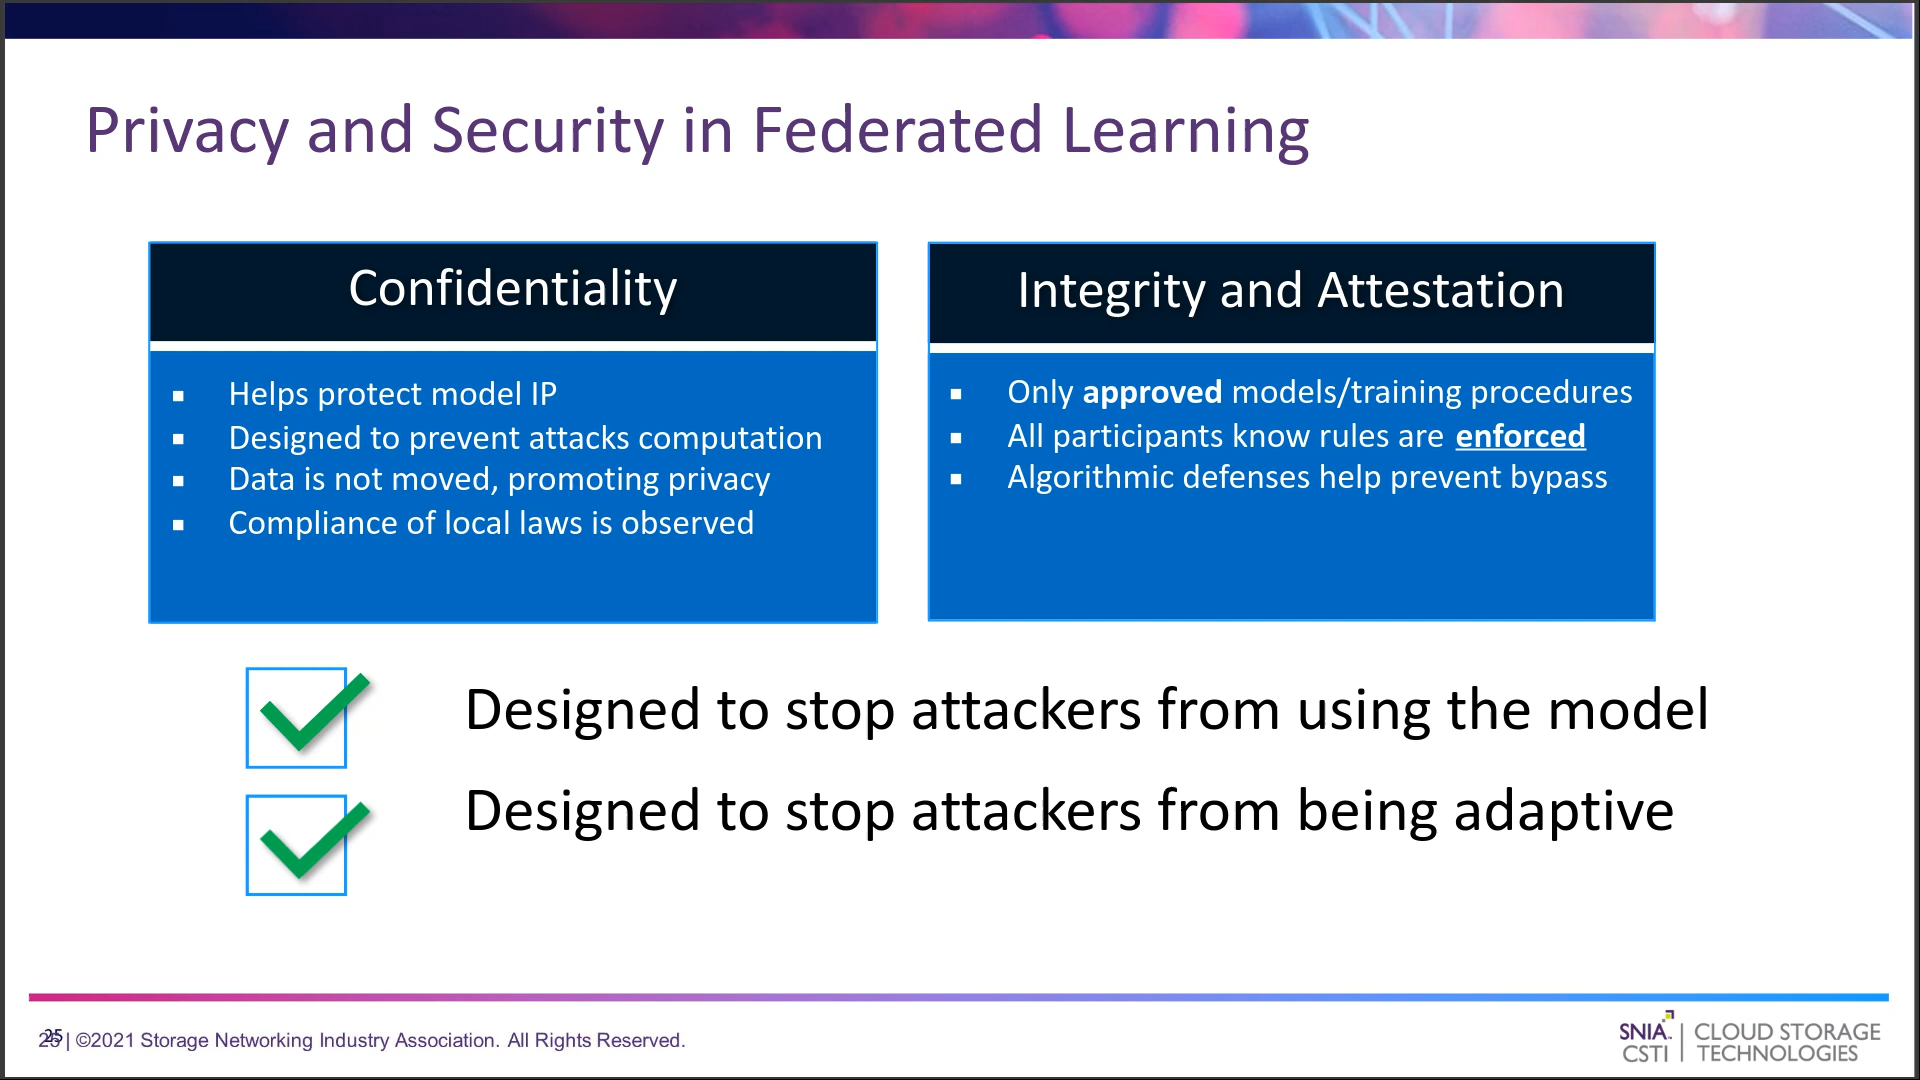 Privacy and Security in Federated Learning
Confidentiality
Helps protect model IP
Designed to prevent attacks computation
Data is not moved, promoting privacy
Compliance of local laws is observed
Integrity and Attestation
Only approved models/training procedures
All participants know rules are enforced
Algorithmic defenses help prevent bypass
Designed to stop attackers from using the model
Designed to stop attackers from being adaptive
25 | ©2021 Storage Networking Industry Association. All Rights Reserved.
SNIA
CSTI
CLOUD STORAGE
TECHNOLOGIES